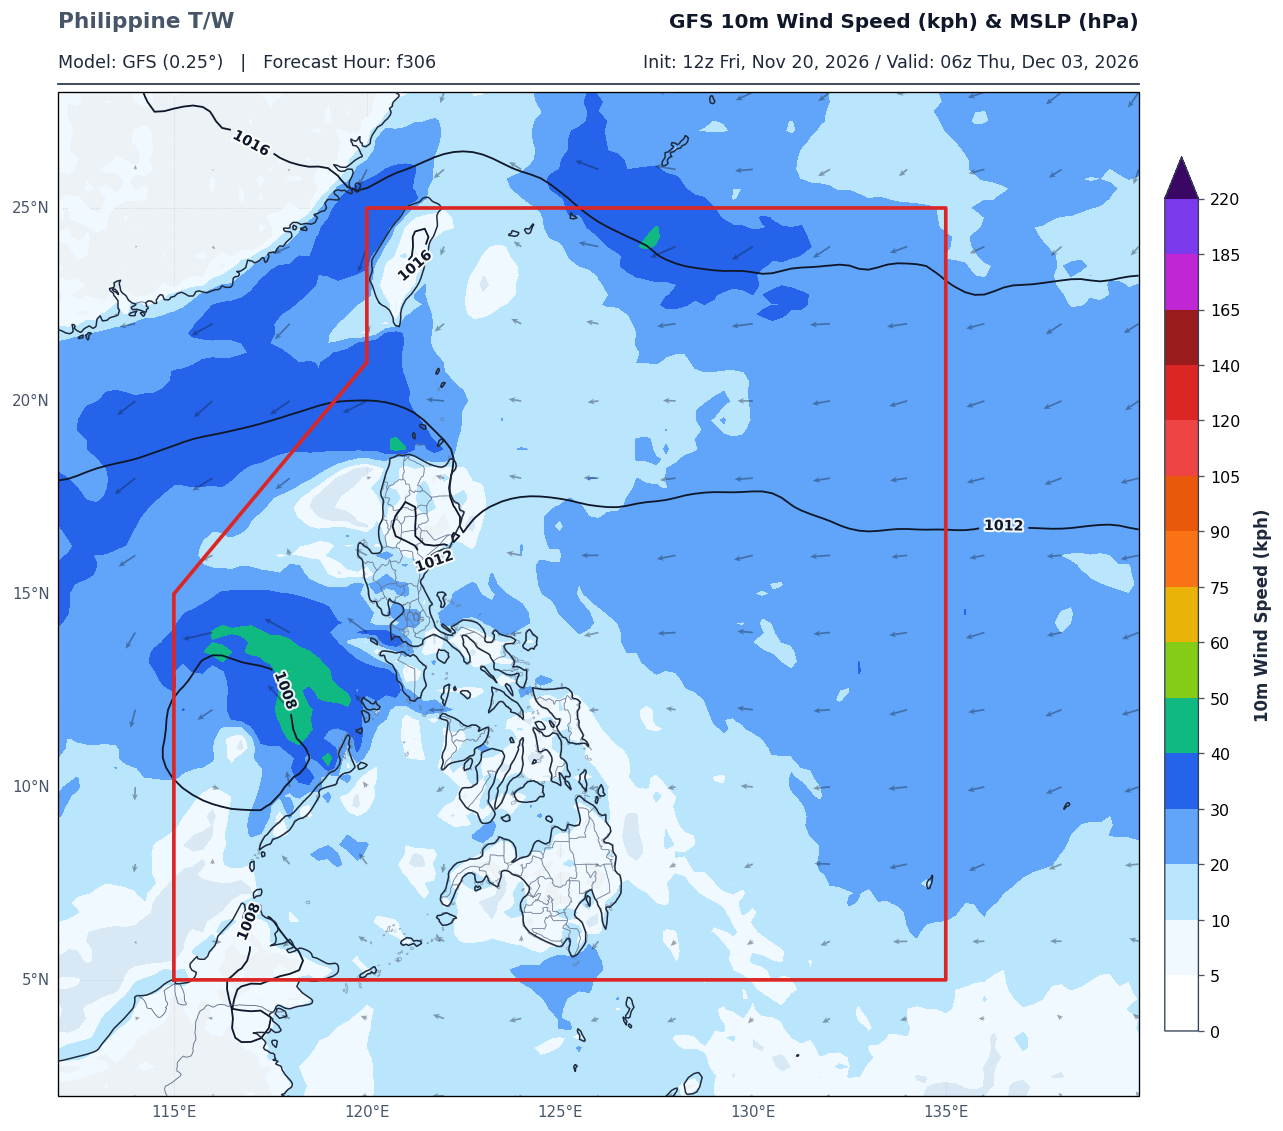 Philippine T/W
GFS 10m Wind Speed (kph) & MSLP (hPa)
Model: GFS (0.25°) | Forecast Hour: f306
Init: 12z Fri, Nov 20, 2026 / Valid: 06z Thu, Dec 03, 2026
1016
1016
1012
1012
1008
1008
25°N
20°N
15°N
10°N
5°N
115°E
120°E
125°E
130°E
135°E
220
185
165
140
120
105
90
75
60
50
40
30
20
10
5
0
10m Wind Speed (kph)